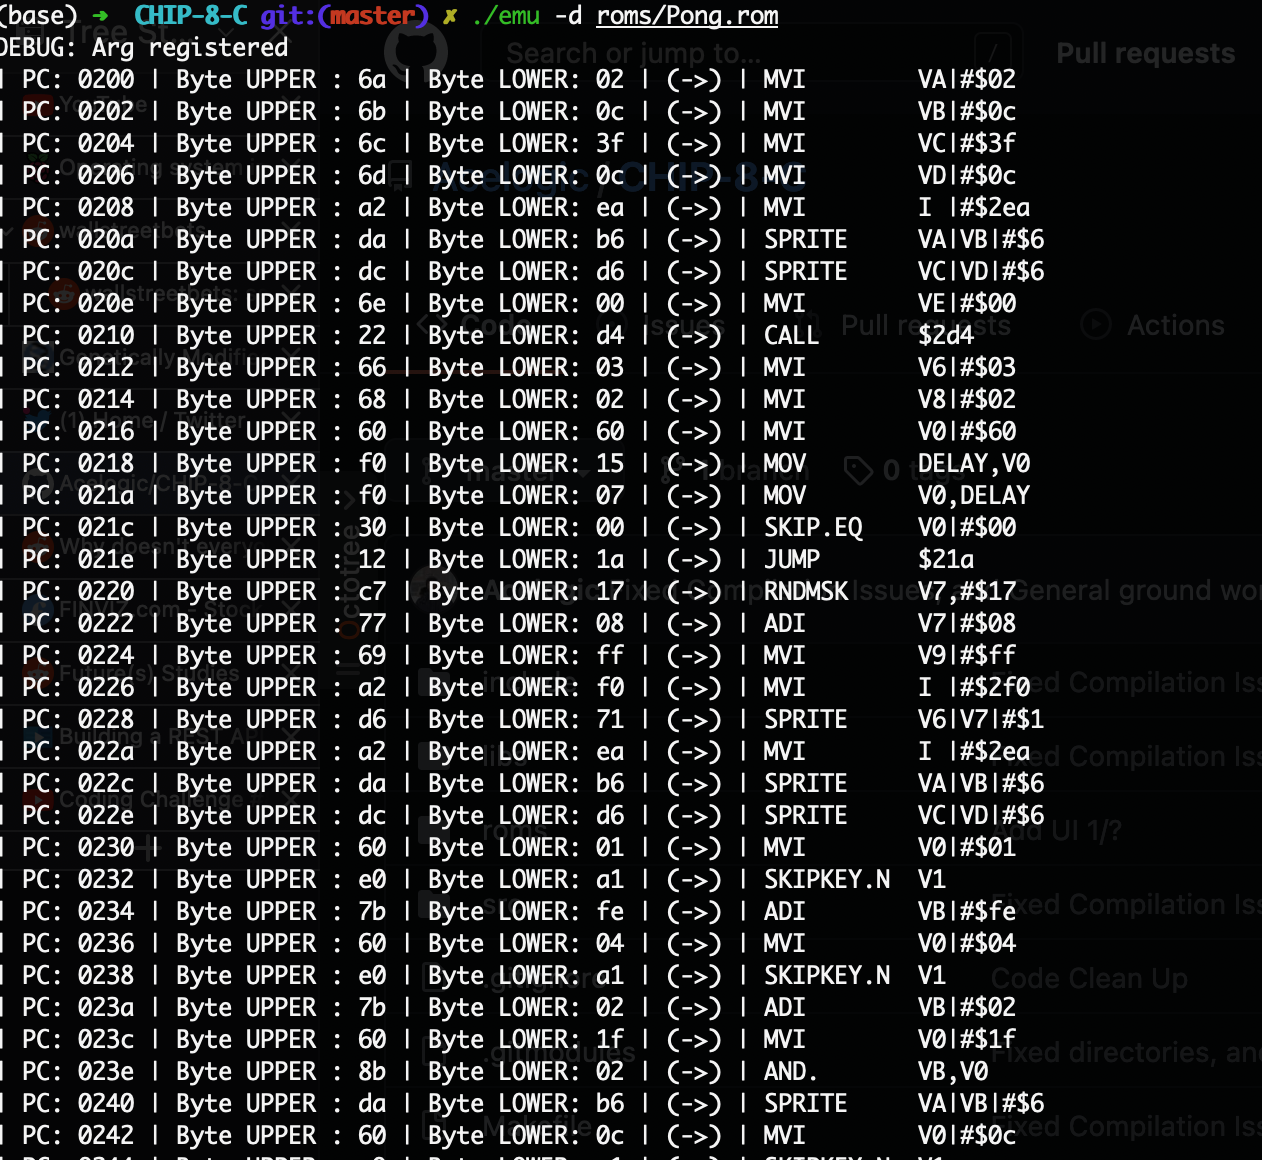 (base) ➜ CHIP-8-C git:(master) ✗ ./emu -d roms/Pong.rom
DEBUG: Arg registered
| PC: 0200 | Byte UPPER : 6a | Byte LOWER: 02 | (->) | MVI VA|#$02
| PC: 0202 | Byte UPPER : 6b | Byte LOWER: 0c | (->) | MVI VB|#$0c
| PC: 0204 | Byte UPPER : 6c | Byte LOWER: 3f | (->) | MVI VC|#$3f
| PC: 0206 | Byte UPPER : 6d | Byte LOWER: 0c | (->) | MVI VD|#$0c
| PC: 0208 | Byte UPPER : a2 | Byte LOWER: ea | (->) | MVI I |#$2ea
| PC: 020a | Byte UPPER : da | Byte LOWER: b6 | (->) | SPRITE VA|VB|#$6
| PC: 020c | Byte UPPER : dc | Byte LOWER: d6 | (->) | SPRITE VC|VD|#$6
| PC: 020e | Byte UPPER : 6e | Byte LOWER: 00 | (->) | MVI VE|#$00
| PC: 0210 | Byte UPPER : 22 | Byte LOWER: d4 | (->) | CALL $2d4
| PC: 0212 | Byte UPPER : 66 | Byte LOWER: 03 | (->) | MVI V6|#$03
| PC: 0214 | Byte UPPER : 68 | Byte LOWER: 02 | (->) | MVI V8|#$02
| PC: 0216 | Byte UPPER : 60 | Byte LOWER: 60 | (->) | MVI V0|#$60
| PC: 0218 | Byte UPPER : f0 | Byte LOWER: 15 | (->) | MOV DELAY,V0
| PC: 021a | Byte UPPER : f0 | Byte LOWER: 07 | (->) | MOV V0,DELAY
| PC: 021c | Byte UPPER : 30 | Byte LOWER: 00 | (->) | SKIP.EQ V0|#$00
| PC: 021e | Byte UPPER : 12 | Byte LOWER: 1a | (->) | JUMP $21a
| PC: 0220 | Byte UPPER : c7 | Byte LOWER: 17 | (->) | RNDMSK V7,#$17
| PC: 0222 | Byte UPPER : 77 | Byte LOWER: 08 | (->) | ADI V7|#$08
| PC: 0224 | Byte UPPER : 69 | Byte LOWER: ff | (->) | MVI V9|#$ff
| PC: 0226 | Byte UPPER : a2 | Byte LOWER: f0 | (->) | MVI I |#$2f0
| PC: 0228 | Byte UPPER : d6 | Byte LOWER: 71 | (->) | SPRITE V6|V7|#$1
| PC: 022a | Byte UPPER : a2 | Byte LOWER: ea | (->) | MVI I |#$2ea
| PC: 022c | Byte UPPER : da | Byte LOWER: b6 | (->) | SPRITE VA|VB|#$6
| PC: 022e | Byte UPPER : dc | Byte LOWER: d6 | (->) | SPRITE VC|VD|#$6
| PC: 0230 | Byte UPPER : 60 | Byte LOWER: 01 | (->) | MVI V0|#$01
| PC: 0232 | Byte UPPER : e0 | Byte LOWER: a1 | (->) | SKIPKEY.N V1
| PC: 0234 | Byte UPPER : 7b | Byte LOWER: fe | (->) | ADI VB|#$fe
| PC: 0236 | Byte UPPER : 60 | Byte LOWER: 04 | (->) | MVI V0|#$04
| PC: 0238 | Byte UPPER : e0 | Byte LOWER: a1 | (->) | SKIPKEY.N V1
| PC: 023a | Byte UPPER : 7b | Byte LOWER: 02 | (->) | ADI VB|#$02
| PC: 023c | Byte UPPER : 60 | Byte LOWER: 1f | (->) | MVI V0|#$1f
| PC: 023e | Byte UPPER : 8b | Byte LOWER: 02 | (->) | AND. VB,V0
| PC: 0240 | Byte UPPER : da | Byte LOWER: b6 | (->) | SPRITE VA|VB|#$6
| PC: 0242 | Byte UPPER : 60 | Byte LOWER: 0c | (->) | MVI V0|#$0c